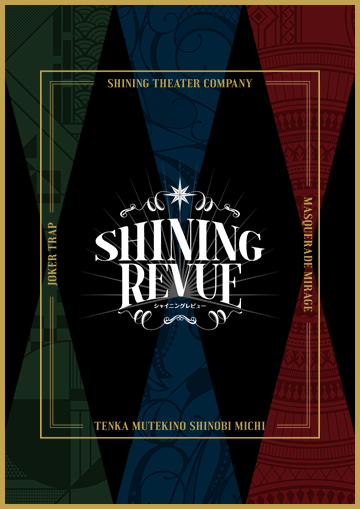 SHINING THEATER COMPANY
JOKER TRAP
MASQUERADE MIRAGE
SHINING
REVUE
シャイニングレビュー
TENKA MUTEKINO SHINOBI MICHI